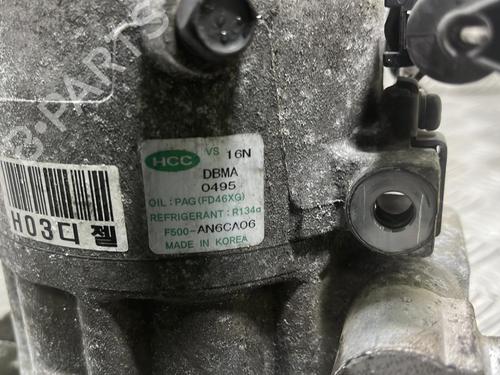 B-PARTS
HCC VS 16N
DBMA
0495
OIL : PAG (FD46XG)
REFRIGERANT : R134a
F500-AN6CA06
MADE IN KOREA
H03디젤